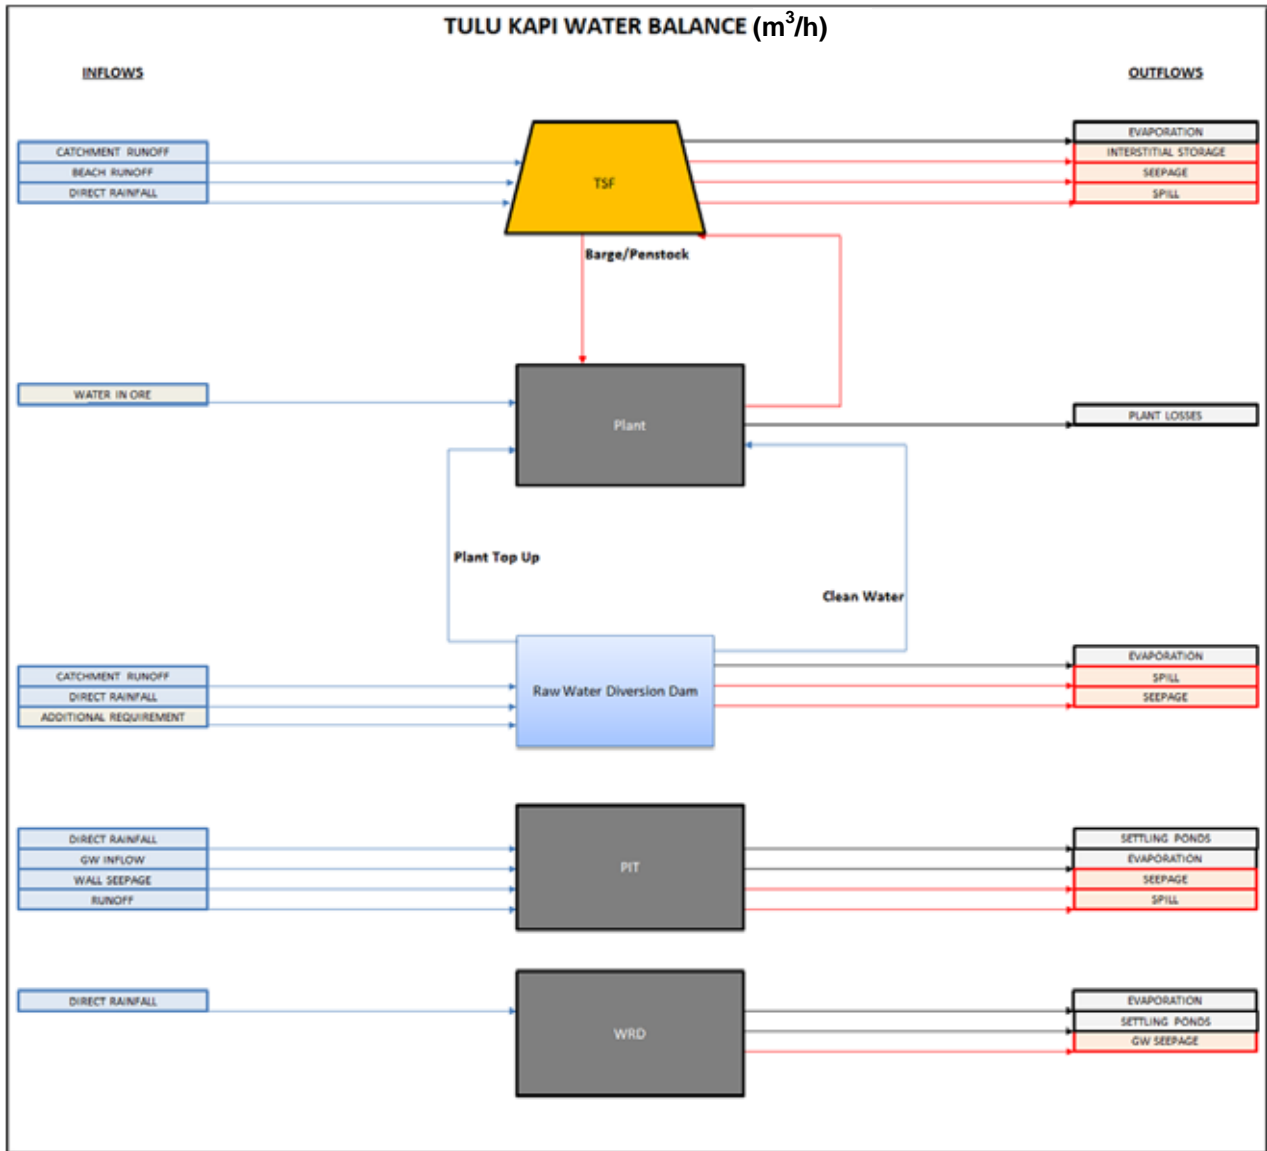 TULU KAPI WATER BALANCE (m³/h)
INFLOWS
OUTFLOWS
CATCHMENT RUNOFF
BEACH RUNOFF
DIRECT RAINFALL
TSF
EVAPORATION
INTERSTITIAL STORAGE
SEEPAGE
SPILL
Barge/Penstock
WATER IN ORE
Plant
PLANT LOSSES
Plant Top Up
Clean Water
CATCHMENT RUNOFF
DIRECT RAINFALL
ADDITIONAL REQUIREMENT
Raw Water Diversion Dam
EVAPORATION
SPILL
SEEPAGE
DIRECT RAINFALL
GW INFLOW
WALL SEEPAGE
RUNOFF
PIT
SETTLING PONDS
EVAPORATION
SEEPAGE
SPILL
DIRECT RAINFALL
WRD
EVAPORATION
SETTLING PONDS
GW SEEPAGE